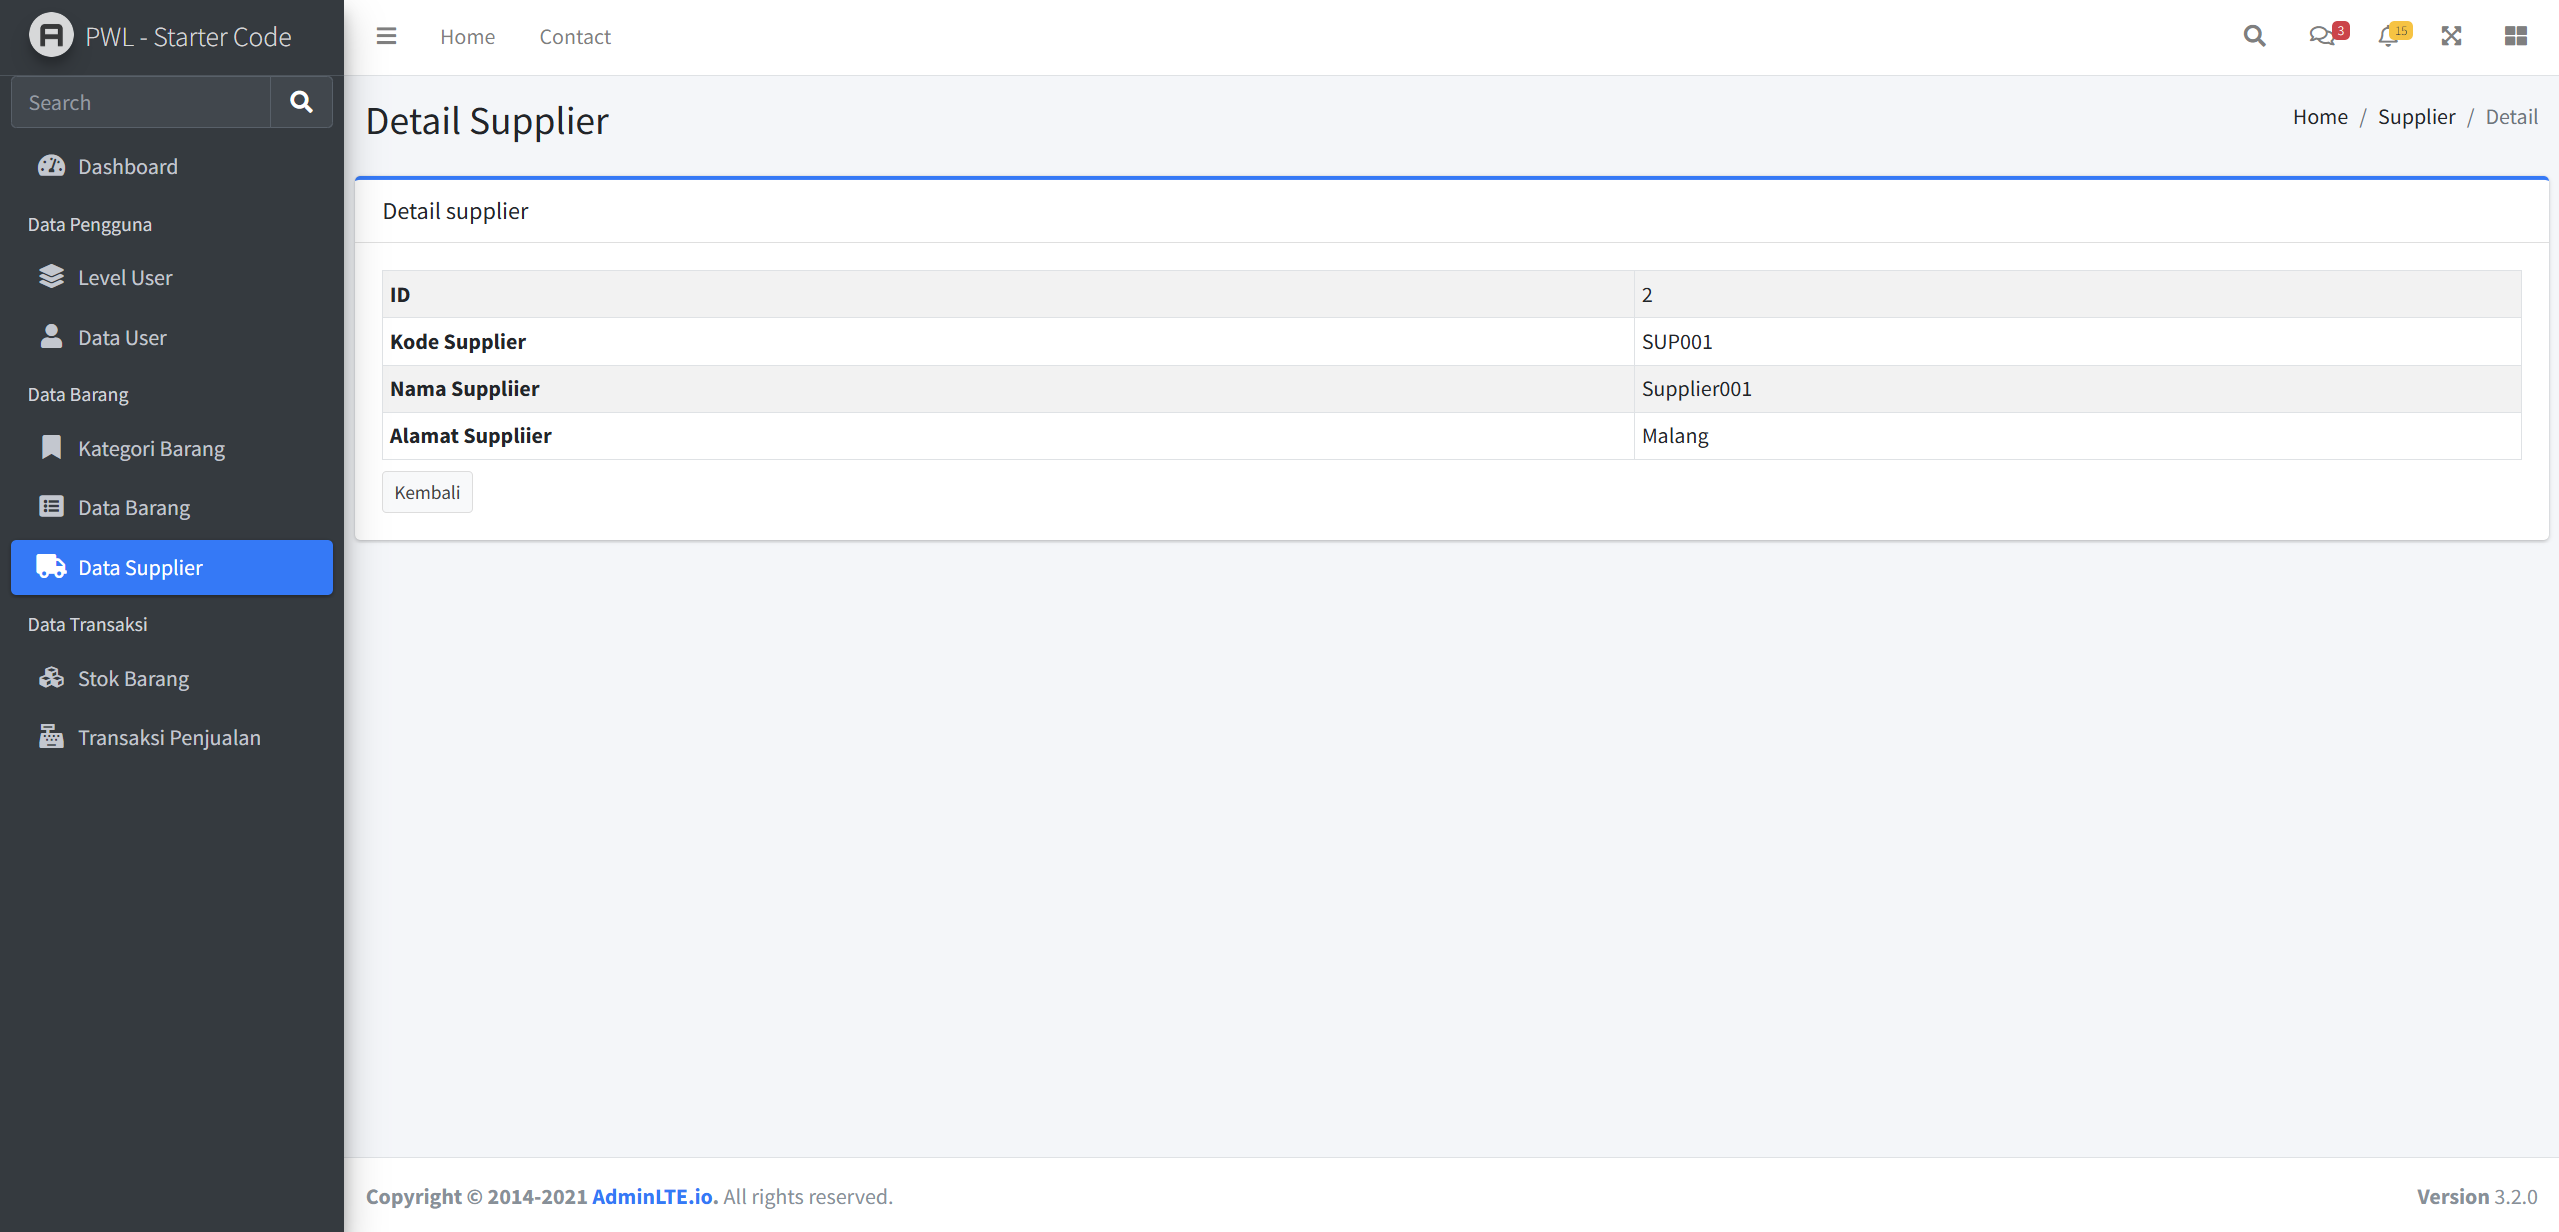 PWL - Starter Code
Home
Contact
3
15
Search
Dashboard
Data Pengguna
Level User
Data User
Data Barang
Kategori Barang
Data Barang
Data Supplier
Data Transaksi
Stok Barang
Transaksi Penjualan
Detail Supplier
Home / Supplier / Detail
Detail supplier
ID 2
Kode Supplier SUP001
Nama Suppliier Supplier001
Alamat Suppliier Malang
Kembali
Copyright © 2014-2021 AdminLTE.io. All rights reserved.
Version 3.2.0